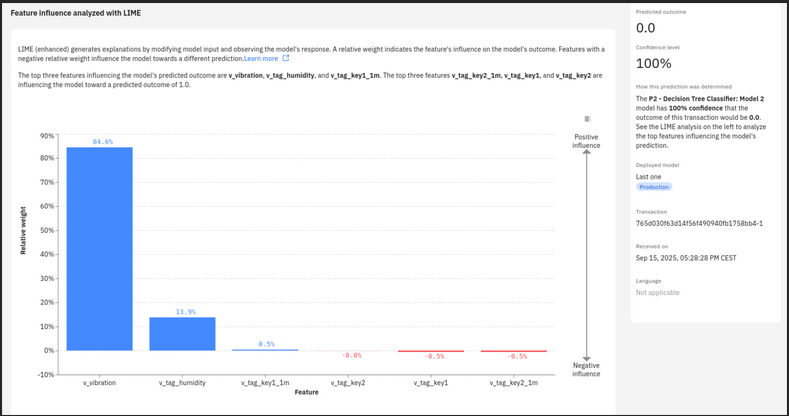 Feature influence analyzed with LIME
LIME (enhanced) generates explanations by modifying model input and observing the model's response. A relative weight indicates the feature's influence on the model's outcome. Features with a
negative relative weight influence the model towards a different prediction.Learn more
The top three features influencing the model's predicted outcome are v_vibration, v_tag_humidity, and v_tag_key1_1m. The top three features v_tag_key2_1m, v_tag_key1, and v_tag_key2 are
influencing the model toward a predicted outcome of 1.0.
Positive
influence
90%
80%
70%
60%
50%
40%
30%
20%
10%
0%
-10%
Relative weight
84.6%
13.9%
0.5%
-0.0%
-0.5%
-0.5%
v_vibration
v_tag_humidity
v_tag_key1_1m
v_tag_key2
v_tag_key1
v_tag_key2_1m
Feature
Negative
influence
Predicted outcome
0.0
Confidence level
100%
How this prediction was determined
The P2 - Decision Tree Classifier: Model 2
model has 100% confidence that the
outcome of this transaction would be 0.0.
See the LIME analysis on the left to analyze
the top features influencing the model's
prediction.
Deployed model
Last one
Production
Transaction
765d030f63d14f56f490940fb1758bb4-1
Received on
Sep 15, 2025, 05:28:28 PM CEST
Language
Not applicable